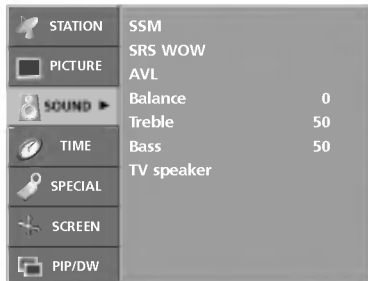 STATION
PICTURE
SOUND ►
TIME
SPECIAL
SCREEN
PIP/DW
SSM
SRS WOW
AVL
Balance 0
Treble 50
Bass 50
TV speaker